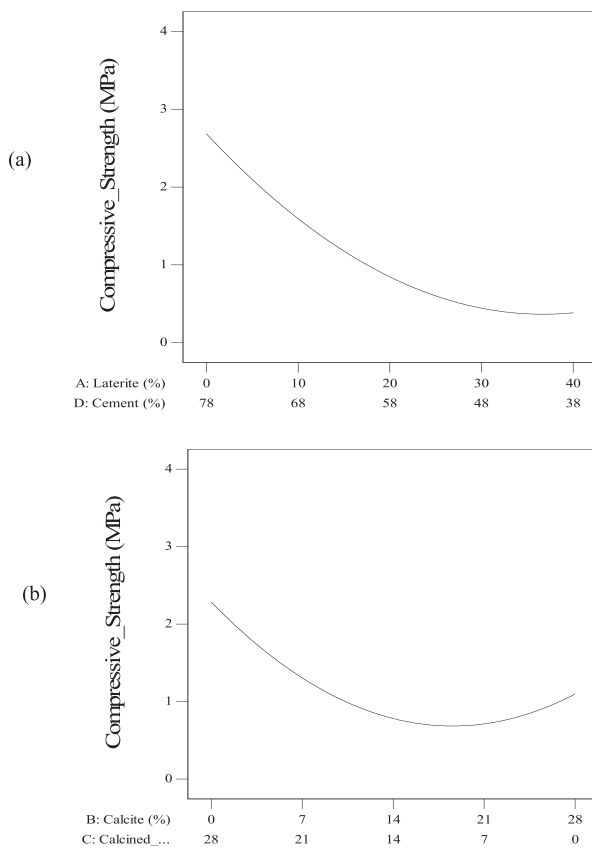 (a)
Compressive_Strength (MPa)
4
3
2
1
0
A: Laterite (%) 0 10 20 30 40
D: Cement (%) 78 68 58 48 38
(b)
Compressive_Strength (MPa)
4
3
2
1
0
B: Calcite (%) 0 7 14 21 28
C: Calcined_... 28 21 14 7 0